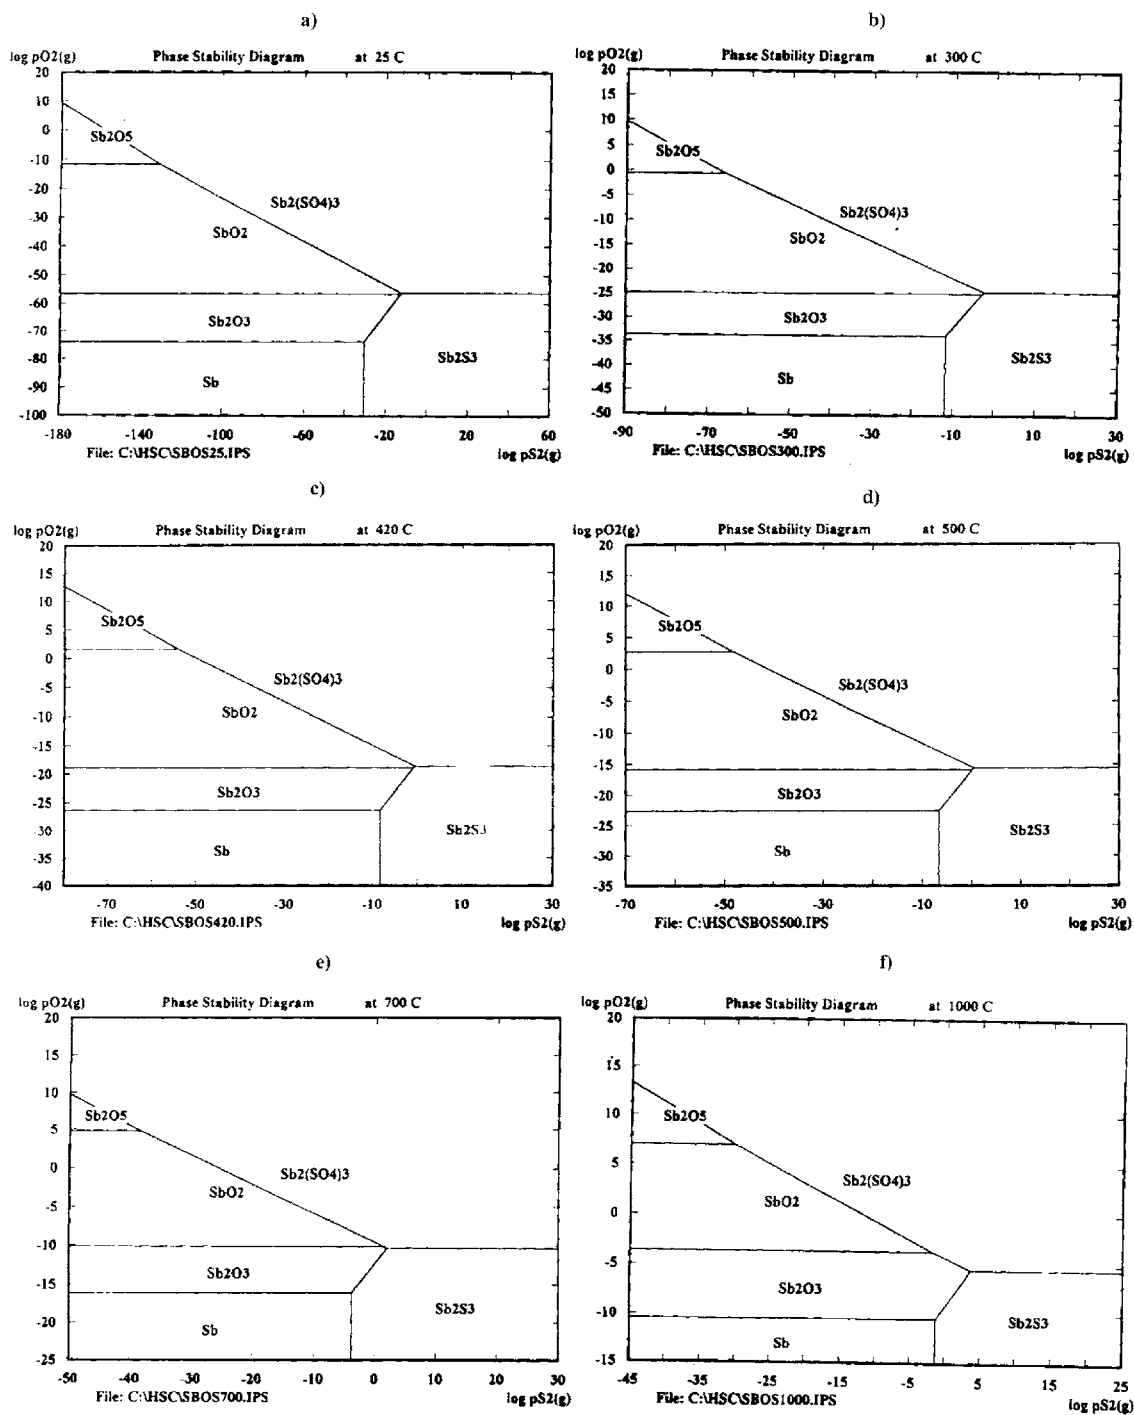 a)
log pO2(g) Phase Stability Diagram at 25 C
20
10
0
-10
-20
-30
-40
-50
-60
-70
-80
-90
-100
Sb2O5
Sb2(SO4)3
SbO2
Sb2O3
Sb2S3
Sb
-180 -140 -100 -60 -20 20 60
File: C:\HSC\SBOS25.IPS log pS2(g)
b)
log pO2(g) Phase Stability Diagram at 300 C
20
15
10
5
0
-5
-10
-15
-20
-25
-30
-35
-40
-45
-50
Sb2O5
Sb2(SO4)3
SbO2
Sb2O3
Sb2S3
Sb
-90 -70 -50 -30 -10 10 30
File: C:\HSC\SBOS300.IPS log pS2(g)
c)
log pO2(g) Phase Stability Diagram at 420 C
20
15
10
5
0
-5
-10
-15
-20
-25
-30
-35
-40
Sb2O5
Sb2(SO4)3
SbO2
Sb2O3
Sb2S3
Sb
-70 -50 -30 -10 10 30
File: C:\HSC\SBOS420.IPS log pS2(g)
d)
log pO2(g) Phase Stability Diagram at 500 C
20
15
10
5
0
-5
-10
-15
-20
-25
-30
-35
Sb2O5
Sb2(SO4)3
SbO2
Sb2O3
Sb2S3
Sb
-70 -50 -30 -10 10 30
File: C:\HSC\SBOS500.IPS log pS2(g)
e)
log pO2(g) Phase Stability Diagram at 700 C
20
15
10
5
0
-5
-10
-15
-20
-25
Sb2O5
Sb2(SO4)3
SbO2
Sb2O3
Sb2S3
Sb
-50 -40 -30 -20 -10 0 10 20 30
File: C:\HSC\SBOS700.IPS log pS2(g)
f)
log pO2(g) Phase Stability Diagram at 1000 C
20
15
10
5
0
-5
-10
-15
Sb2O5
Sb2(SO4)3
SbO2
Sb2O3
Sb2S3
Sb
-45 -35 -25 -15 -5 5 15 25
File: C:\HSC\SBOS1000.IPS log pS2(g)